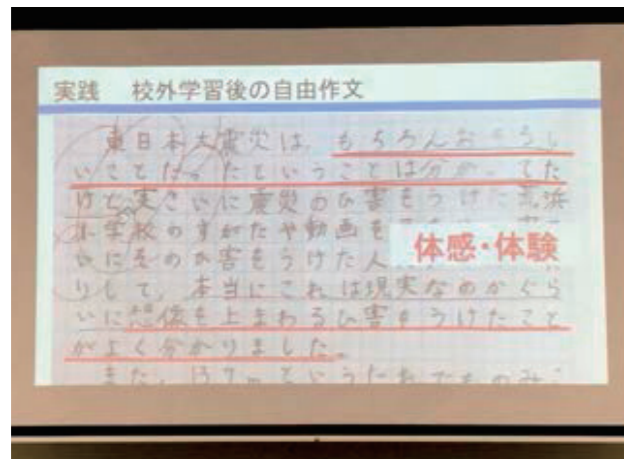 実践 校外学習後の自由作文
東日本大震災は、もちろんおそろし
いことだったということは分かってた
けど実さいに震災のひ害をうけた荒浜
小学校のすがたや動画を
にそのひ害をうけた人
体感・体験
りして、本当にこれは現実なのかぐら
いに想像を上まわるひ害をうけたこと
がよく分かりました。
また、